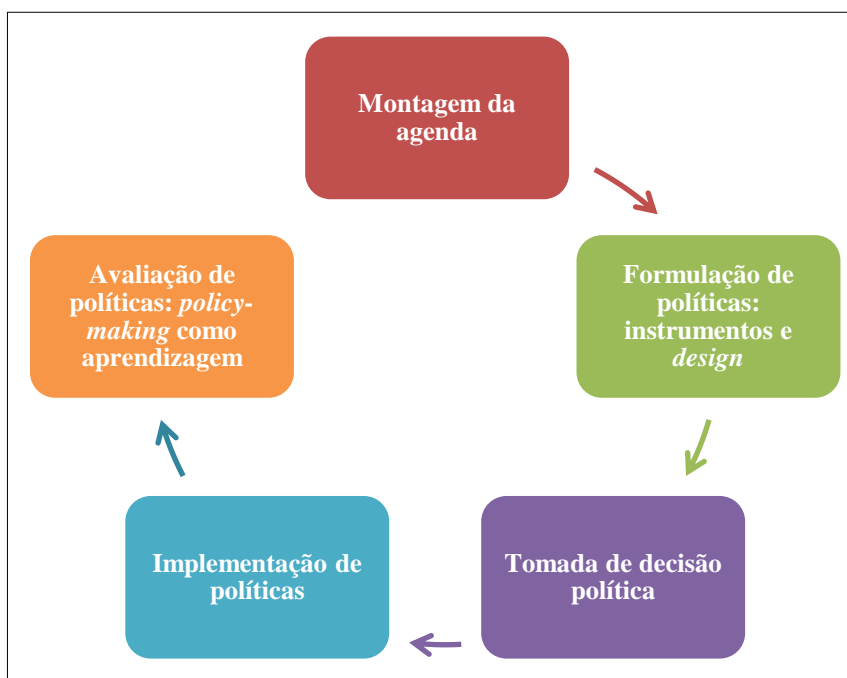 Montagem da
agenda
Formulação de
políticas:
instrumentos e
design
Tomada de decisão
política
Implementação de
políticas
Avaliação de
políticas: policy-
making como
aprendizagem